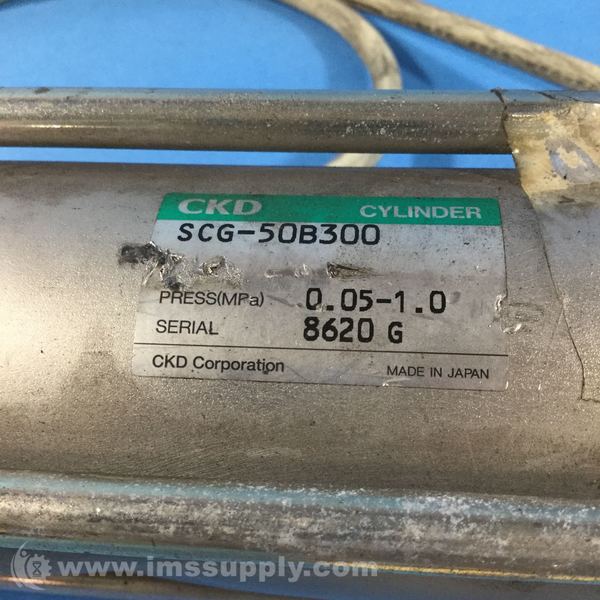 CKD CYLINDER
SCG-50B300
PRESS(MPa) 0.05-1.0
SERIAL 8620 G
CKD Corporation MADE IN JAPAN
www.imssupply.com